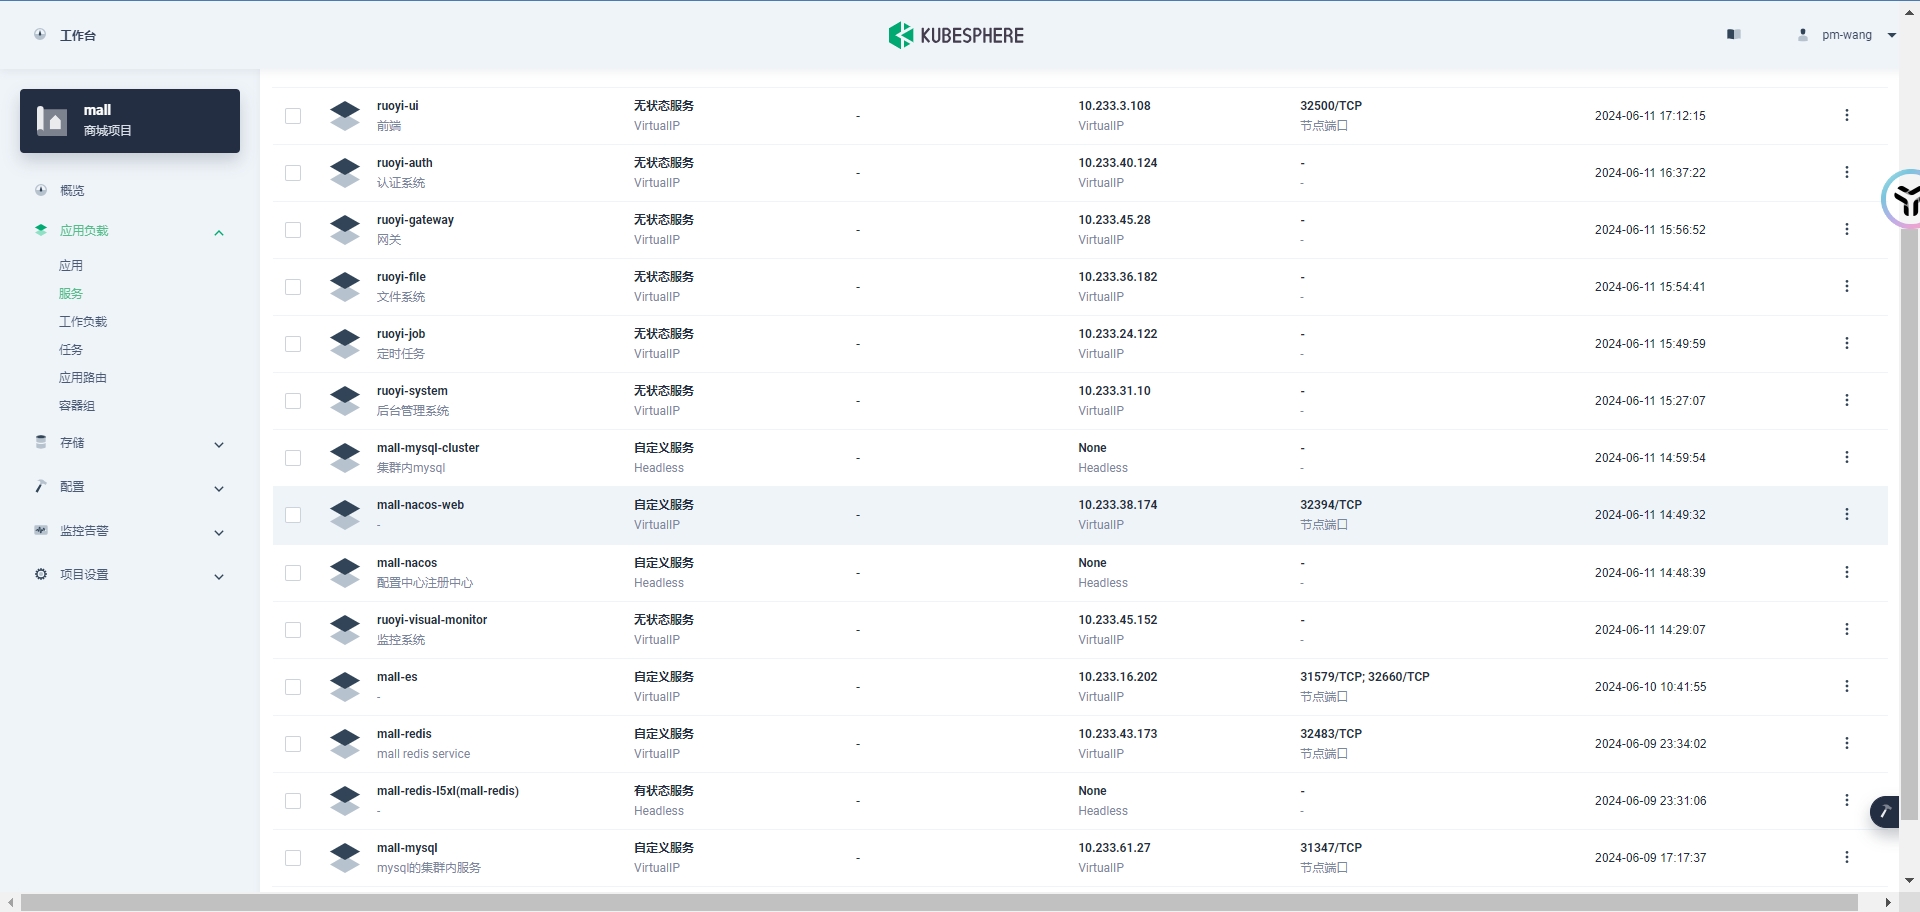 工作台
KUBESPHERE
pm-wang
mall
商城项目
概览
应用负载
应用
服务
工作负载
任务
应用路由
容器组
存储
配置
监控告警
项目设置
ruoyi-ui 无状态服务 - 10.233.3.108 32500/TCP 2024-06-11 17:12:15
前端 VirtualIP VirtualIP 节点端口
ruoyi-auth 无状态服务 - 10.233.40.124 - 2024-06-11 16:37:22
认证系统 VirtualIP VirtualIP -
ruoyi-gateway 无状态服务 - 10.233.45.28 - 2024-06-11 15:56:52
网关 VirtualIP VirtualIP -
ruoyi-file 无状态服务 - 10.233.36.182 - 2024-06-11 15:54:41
文件系统 VirtualIP VirtualIP -
ruoyi-job 无状态服务 - 10.233.24.122 - 2024-06-11 15:49:59
定时任务 VirtualIP VirtualIP -
ruoyi-system 无状态服务 - 10.233.31.10 - 2024-06-11 15:27:07
后台管理系统 VirtualIP VirtualIP -
mall-mysql-cluster 自定义服务 - None - 2024-06-11 14:59:54
集群内mysql Headless Headless -
mall-nacos-web 自定义服务 - 10.233.38.174 32394/TCP 2024-06-11 14:49:32
- VirtualIP VirtualIP 节点端口
mall-nacos 自定义服务 - None - 2024-06-11 14:48:39
配置中心注册中心 Headless Headless -
ruoyi-visual-monitor 无状态服务 - 10.233.45.152 - 2024-06-11 14:29:07
监控系统 VirtualIP VirtualIP -
mall-es 自定义服务 - 10.233.16.202 31579/TCP; 32660/TCP 2024-06-10 10:41:55
- VirtualIP VirtualIP 节点端口
mall-redis 自定义服务 - 10.233.43.173 32483/TCP 2024-06-09 23:34:02
mall redis service VirtualIP VirtualIP 节点端口
mall-redis-l5xl(mall-redis) 有状态服务 - None - 2024-06-09 23:31:06
- Headless Headless -
mall-mysql 自定义服务 - 10.233.61.27 31347/TCP 2024-06-09 17:17:37
mysql的集群内服务 VirtualIP VirtualIP 节点端口